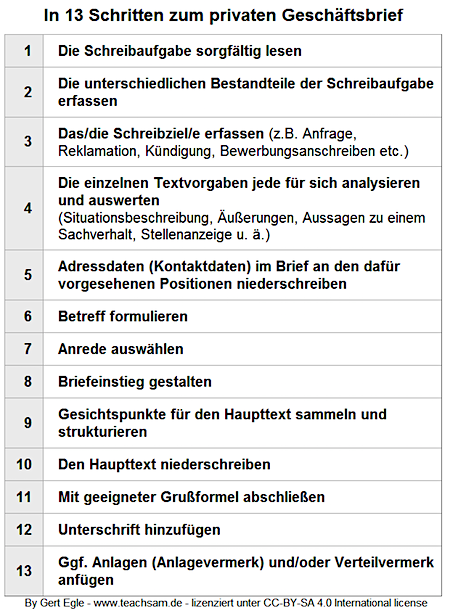 In 13 Schritten zum privaten Geschäftsbrief
1 Die Schreibaufgabe sorgfältig lesen
2 Die unterschiedlichen Bestandteile der Schreibaufgabe
erfassen
3 Das/die Schreibziel/e erfassen (z.B. Anfrage,
Reklamation, Kündigung, Bewerbungsanschreiben etc.)
4 Die einzelnen Textvorgaben jede für sich analysieren
und auswerten
(Situationsbeschreibung, Äußerungen, Aussagen zu einem
Sachverhalt, Stellenanzeige u. ä.)
5 Adressdaten (Kontaktdaten) im Brief an den dafür
vorgesehenen Positionen niederschreiben
6 Betreff formulieren
7 Anrede auswählen
8 Briefeinstieg gestalten
9 Gesichtspunkte für den Haupttext sammeln und
strukturieren
10 Den Haupttext niederschreiben
11 Mit geeigneter Grußformel abschließen
12 Unterschrift hinzufügen
13 Ggf. Anlagen (Anlagevermerk) und/oder Verteilvermerk
anfügen
By Gert Egle - www.teachsam.de - lizenziert unter CC-BY-SA 4.0 International license